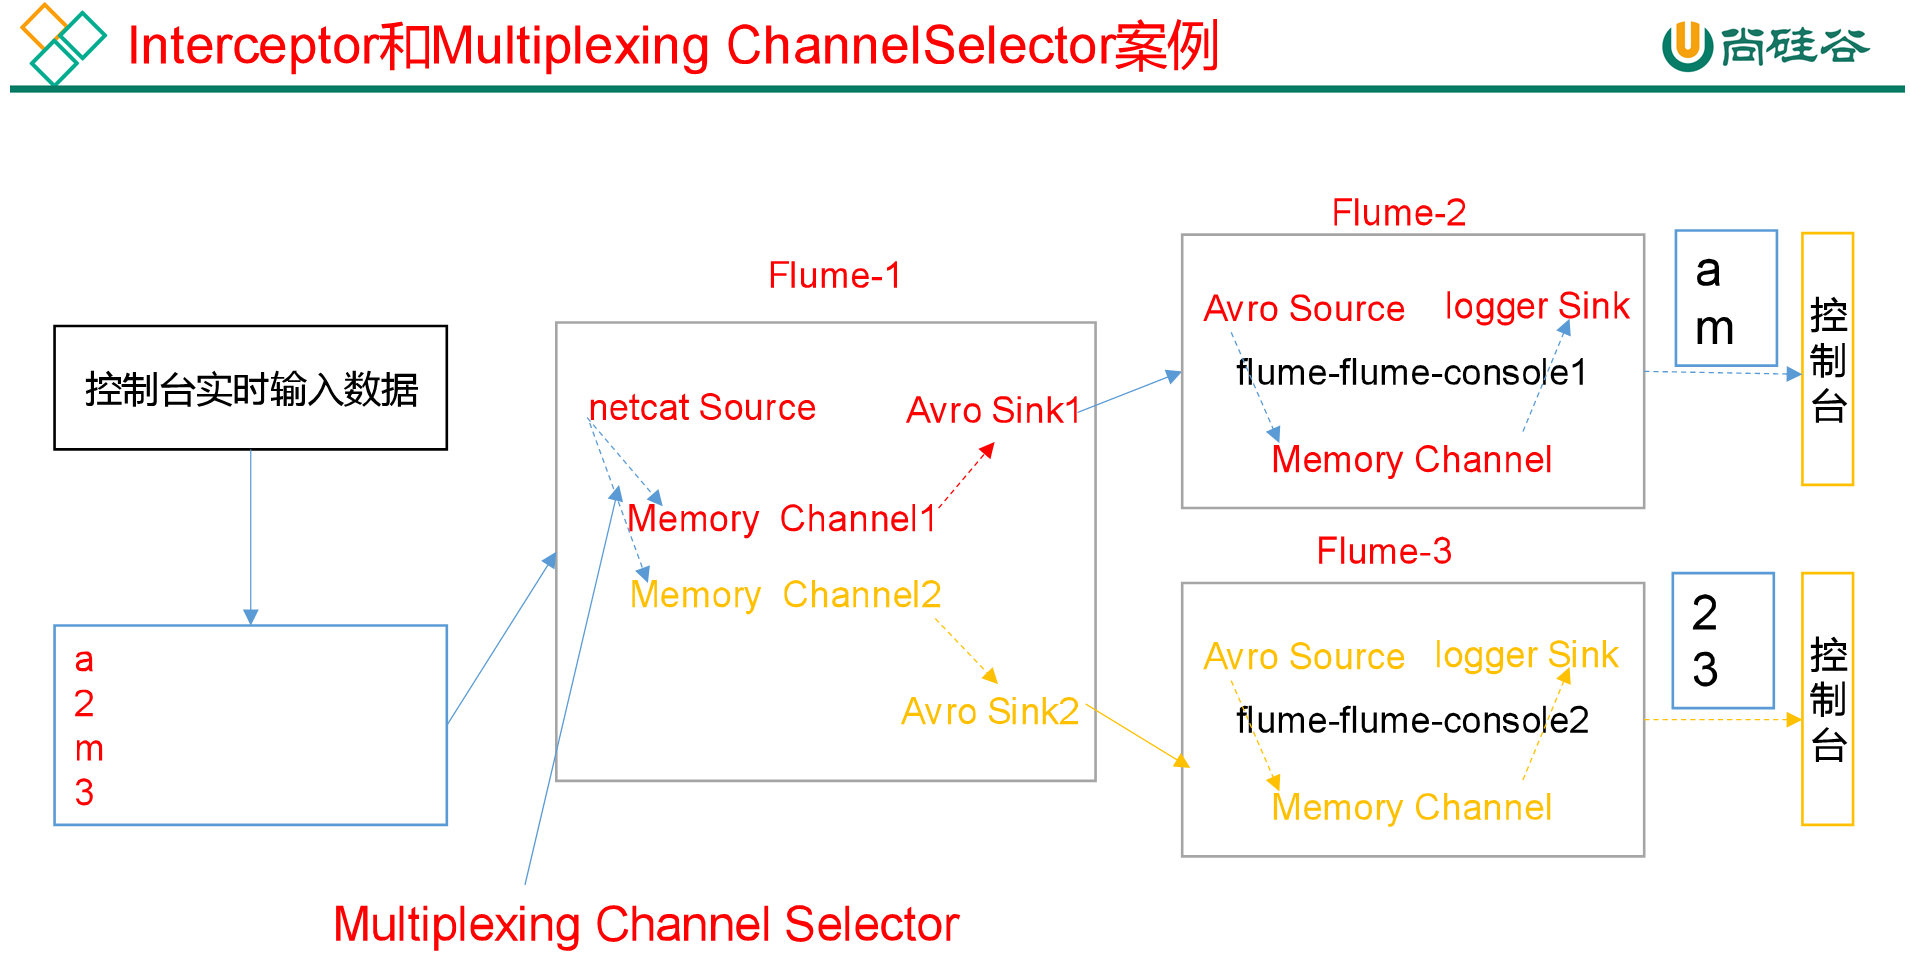 Interceptor和Multiplexing ChannelSelector案例
尚硅谷
控制台实时输入数据
a
2
m
3
Flume-1
netcat Source
Avro Sink1
Memory Channel1
Memory Channel2
Avro Sink2
Multiplexing Channel Selector
Flume-2
Avro Source
logger Sink
flume-flume-console1
Memory Channel
a
m
控制台
Flume-3
Avro Source
logger Sink
flume-flume-console2
Memory Channel
2
3
控制台